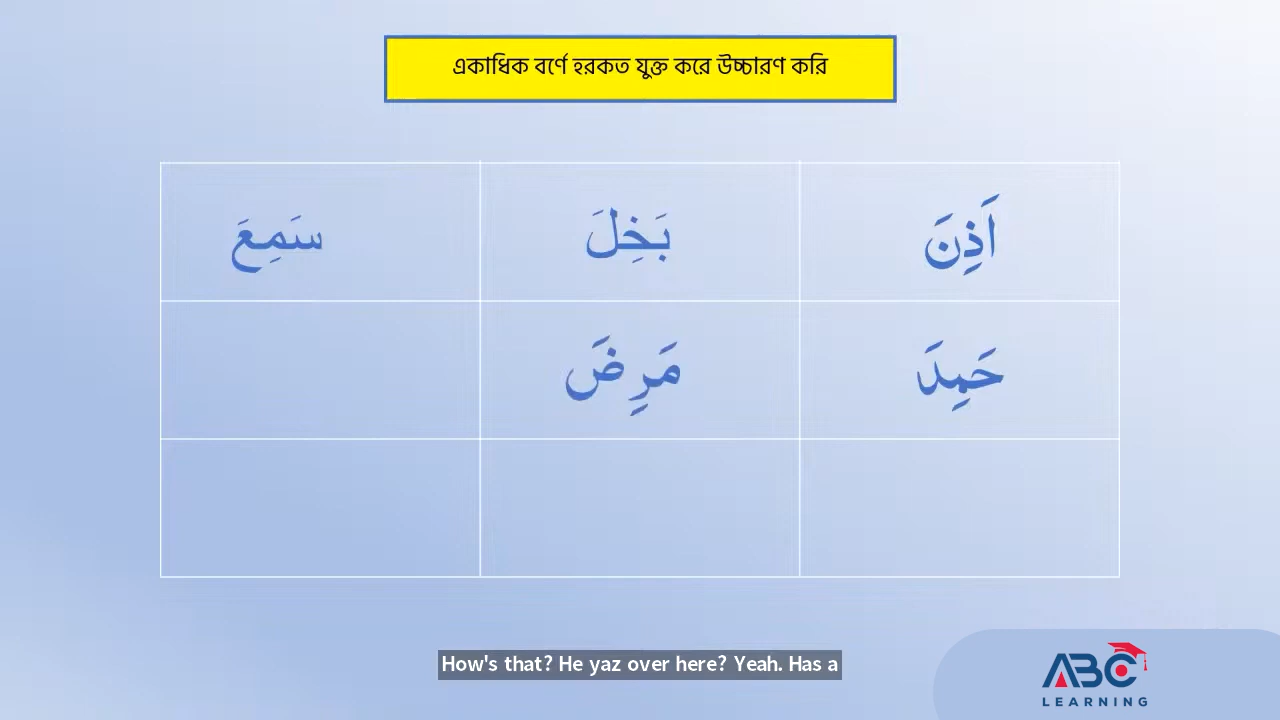 একাধিক বর্ণে হরকত যুক্ত করে উচ্চারণ করি
اَذِنَ بَخِلَ سَمِعَ
حَمِدَ مَرِضَ
How's that? He yaz over here? Yeah. Has a
ABC
LEARNING